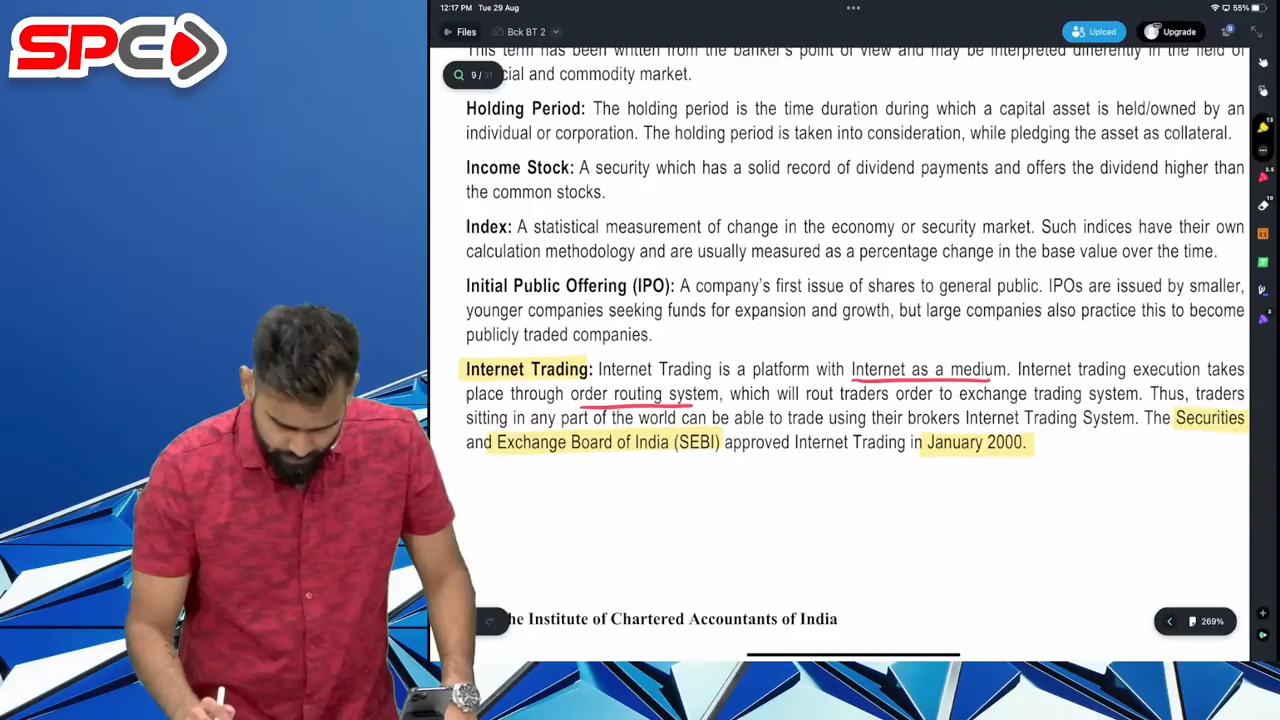 SPC
12:17 PM Tue 29 Aug
55%
Files
Bck BT 2
Upload
Upgrade
This term has been written from the banker's point of view and may be interpreted differently in the field of
cial and commodity market.
9 / 31
Holding Period: The holding period is the time duration during which a capital asset is held/owned by an
individual or corporation. The holding period is taken into consideration, while pledging the asset as collateral.
Income Stock: A security which has a solid record of dividend payments and offers the dividend higher than
the common stocks.
Index: A statistical measurement of change in the economy or security market. Such indices have their own
calculation methodology and are usually measured as a percentage change in the base value over the time.
Initial Public Offering (IPO): A company's first issue of shares to general public. IPOs are issued by smaller,
younger companies seeking funds for expansion and growth, but large companies also practice this to become
publicly traded companies.
Internet Trading: Internet Trading is a platform with Internet as a medium. Internet trading execution takes
place through order routing system, which will rout traders order to exchange trading system. Thus, traders
sitting in any part of the world can be able to trade using their brokers Internet Trading System. The Securities
and Exchange Board of India (SEBI) approved Internet Trading in January 2000.
he Institute of Chartered Accountants of India
269%